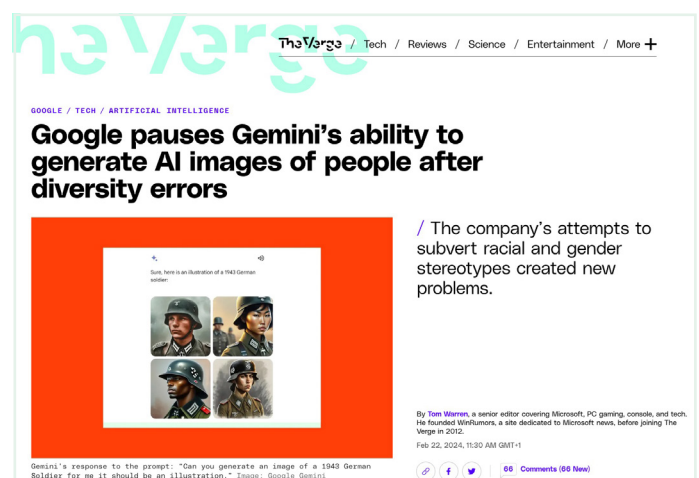 The Verge
The Verge / Tech / Reviews / Science / Entertainment / More +
GOOGLE / TECH / ARTIFICIAL INTELLIGENCE
Google pauses Gemini’s ability to
generate AI images of people after
diversity errors
Sure, here is an illustration of a 1943 German
soldier:
/ The company’s attempts to
subvert racial and gender
stereotypes created new
problems.
By Tom Warren, a senior editor covering Microsoft, PC gaming, console, and tech.
He founded WinRumors, a site dedicated to Microsoft news, before joining The
Verge in 2012.
Feb 22, 2024, 11:30 AM GMT+1
66 Comments (66 New)
Gemini's response to the prompt: "Can you generate an image of a 1943 German
Soldier for me it should be an illustration." Image: Google Gemini